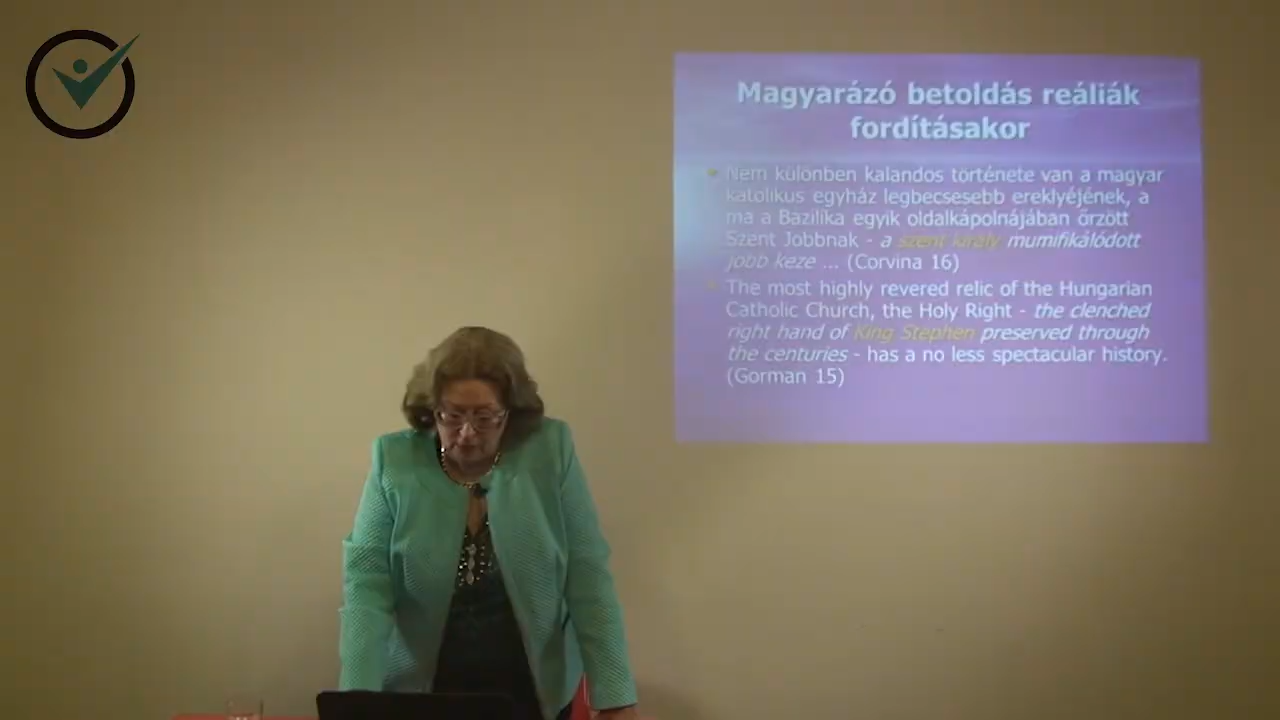 Magyarázó betoldás reáliák
fordításakor
Nem különben kalandos története van a magyar
katolikus egyház legbecsesebb ereklyéjének, a
ma a Bazilika egyik oldalkápolnájában őrzött
Szent Jobbnak - a szent király mumifikálódott
jobb keze ... (Corvina 16)
The most highly revered relic of the Hungarian
Catholic Church, the Holy Right - the clenched
right hand of King Stephen preserved through
the centuries - has a no less spectacular history.
(Gorman 15)